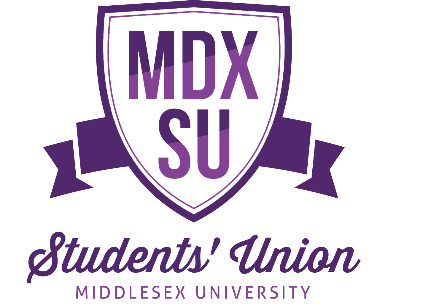 MDX
SU
Students' Union
MIDDLESEX UNIVERSITY